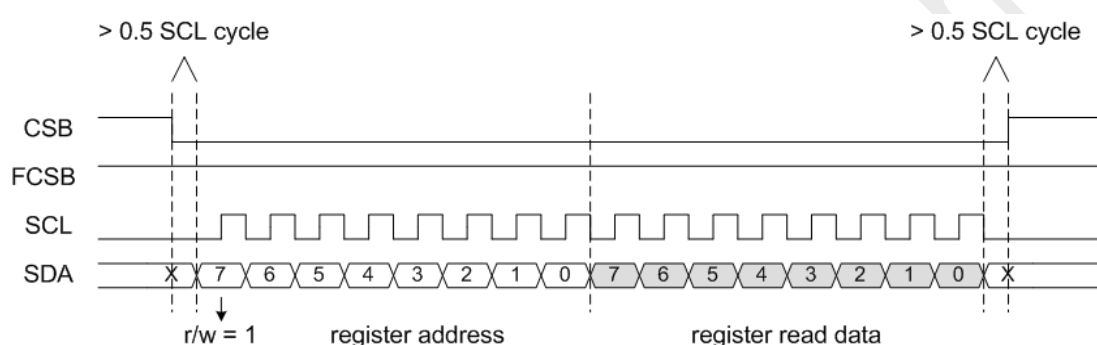 > 0.5 SCL cycle > 0.5 SCL cycle
CSB
FCSB
SCL
SDA X 7 6 5 4 3 2 1 0 7 6 5 4 3 2 1 0 X
r/w = 1 register address register read data